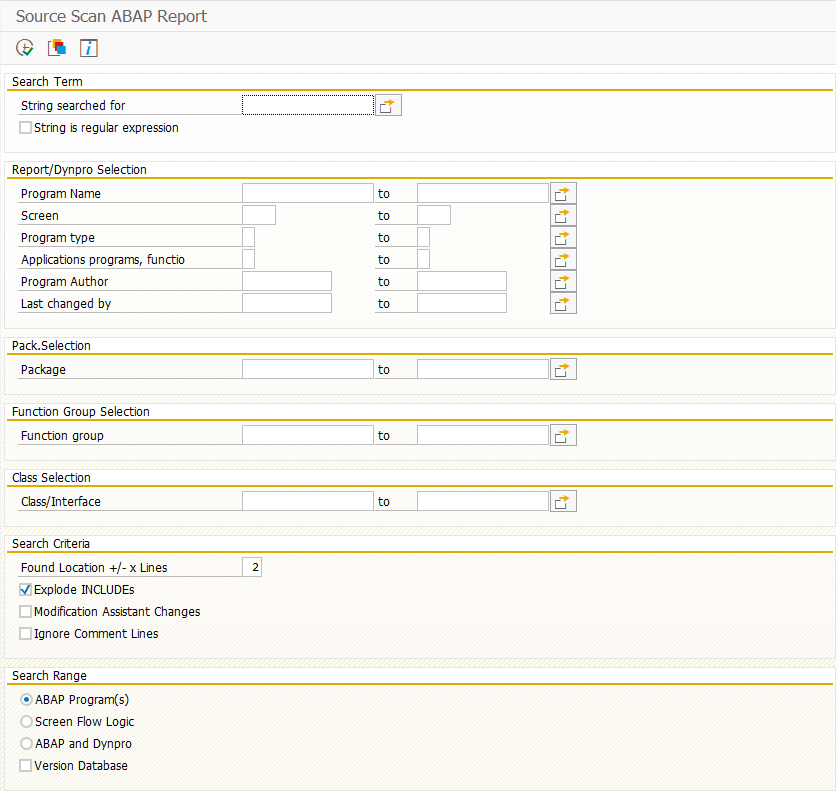 Source Scan ABAP Report
Search Term
String searched for
String is regular expression
Report/Dynpro Selection
Program Name to
Screen to
Program type to
Applications programs, functio to
Program Author to
Last changed by to
Pack.Selection
Package to
Function Group Selection
Function group to
Class Selection
Class/Interface to
Search Criteria
Found Location +/- x Lines 2
Explode INCLUDEs
Modification Assistant Changes
Ignore Comment Lines
Search Range
ABAP Program(s)
Screen Flow Logic
ABAP and Dynpro
Version Database